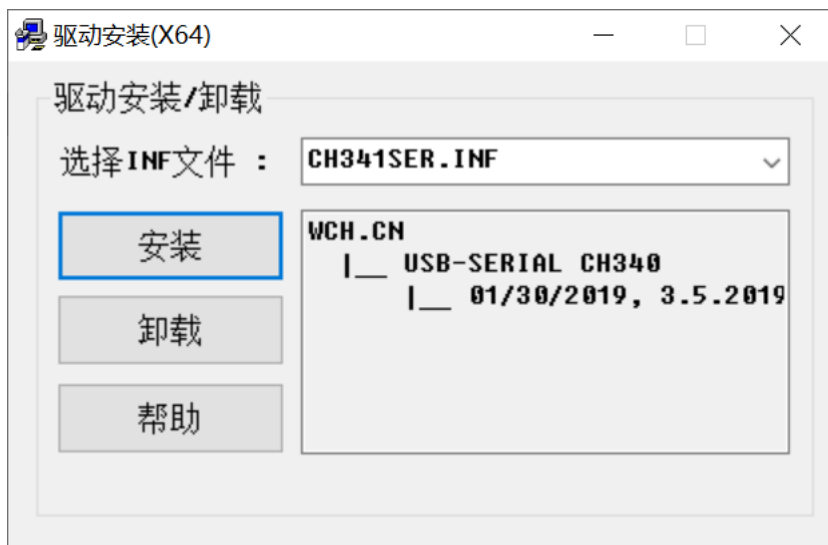 驱动安装(X64)
驱动安装/卸载
选择INF文件 : CH341SER.INF
安装
卸载
帮助
WCH.CN
|__ USB-SERIAL CH340
|__ 01/30/2019, 3.5.2019